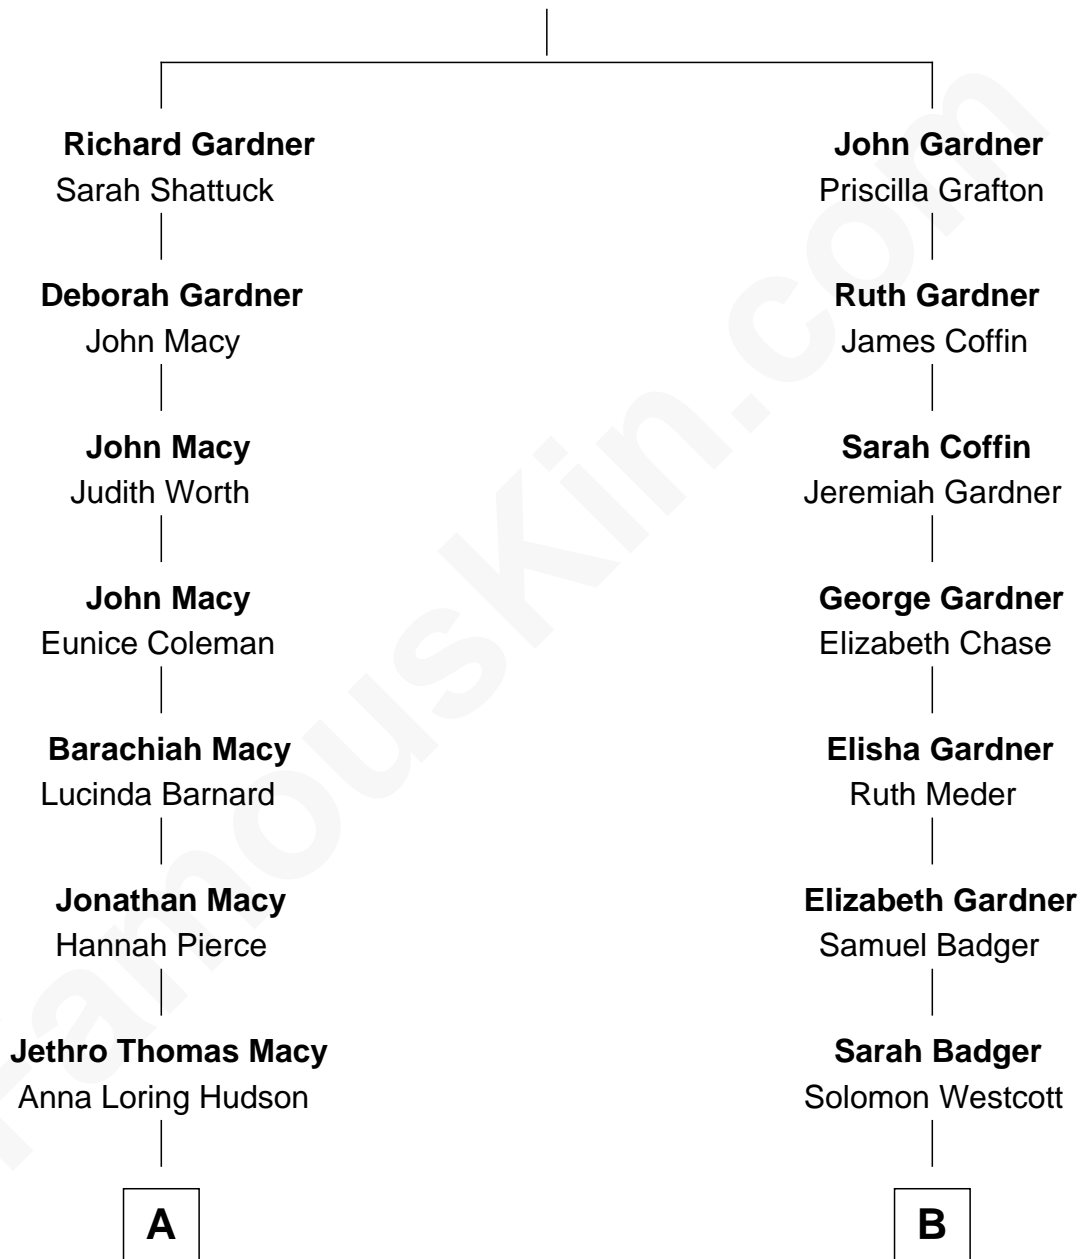 Richard Gardner
Sarah Shattuck
Deborah Gardner
John Macy
John Macy
Judith Worth
John Macy
Eunice Coleman
Barachiah Macy
Lucinda Barnard
Jonathan Macy
Hannah Pierce
Jethro Thomas Macy
Anna Loring Hudson
A
John Gardner
Priscilla Grafton
Ruth Gardner
James Coffin
Sarah Coffin
Jeremiah Gardner
George Gardner
Elizabeth Chase
Elisha Gardner
Ruth Meder
Elizabeth Gardner
Samuel Badger
Sarah Badger
Solomon Westcott
B
FamousKin.com